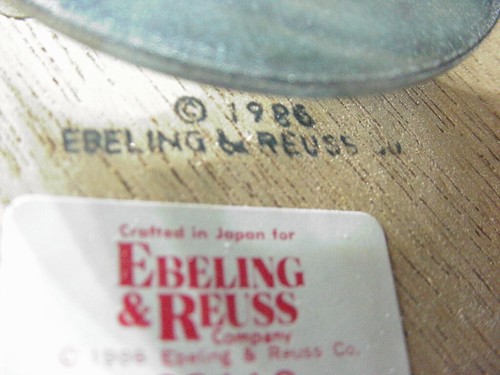 © 1986
EBELING & REUSS
Crafted in Japan for
EBELING
& REUSS
Company
© 1986 Ebeling & Reuss Co.